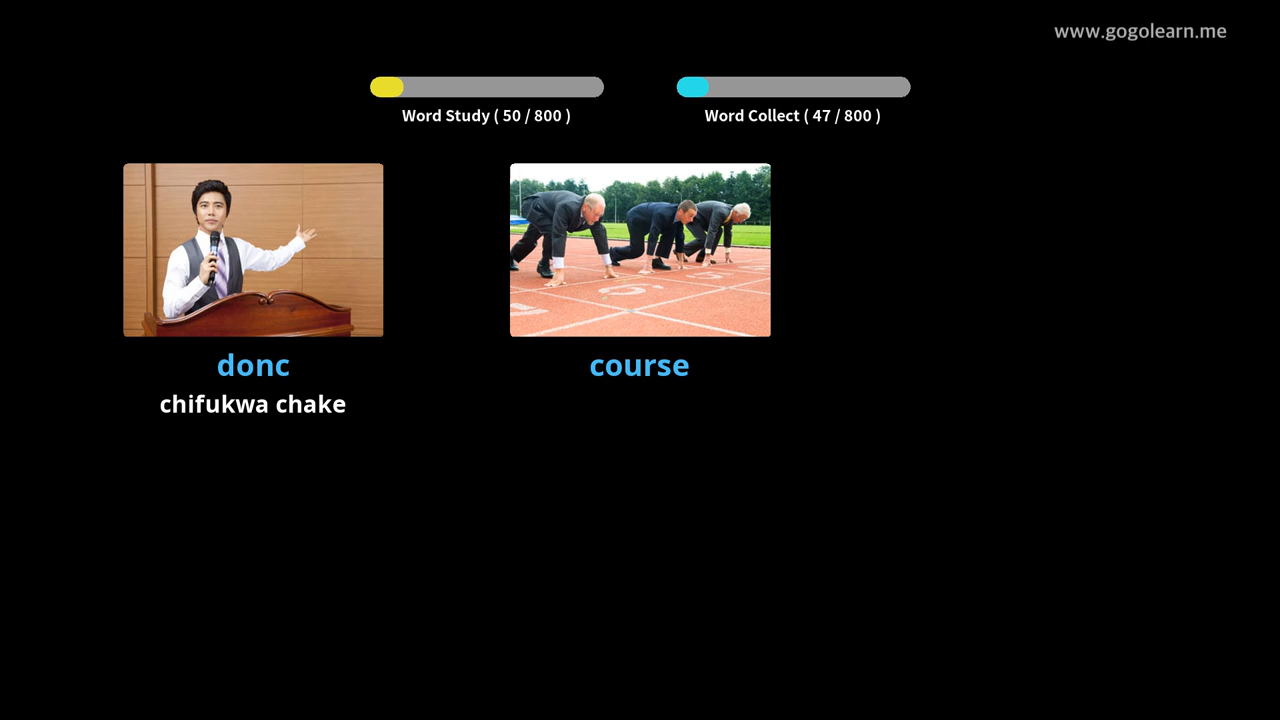 www.gogolearn.me
Word Study ( 50 / 800 )
Word Collect ( 47 / 800 )
donc
chifukwa chake
course